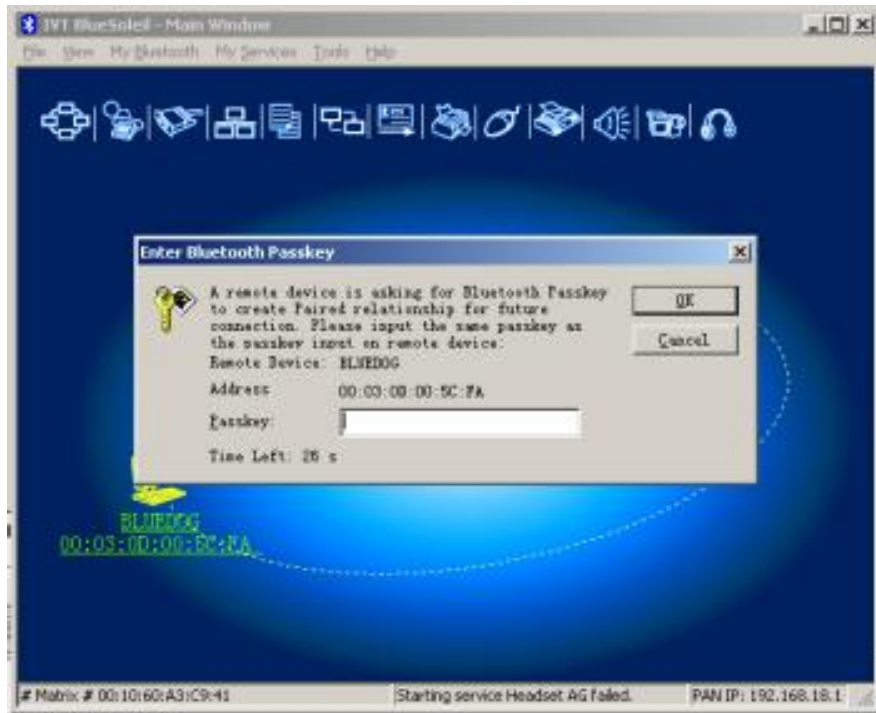 IVT BlueSoleil - Main Window
File View My Bluetooth My Services Tools Help
Enter Bluetooth Passkey
A remote device is asking for Bluetooth Passkey
to create Paired relationship for future
connection. Please input the same passkey as
the passkey input on remote device:
OK
Cancel
Remote Device: BLUEDOG
Address 00:03:0D:00:5C:FA
Passkey:
Time Left: 26 s
BLUEDOG
00:03:0D:00:5C:FA
# Matrix # 00:10:60:A3:C9:41
Starting service Headset AG failed.
PAN IP: 192.168.18.1